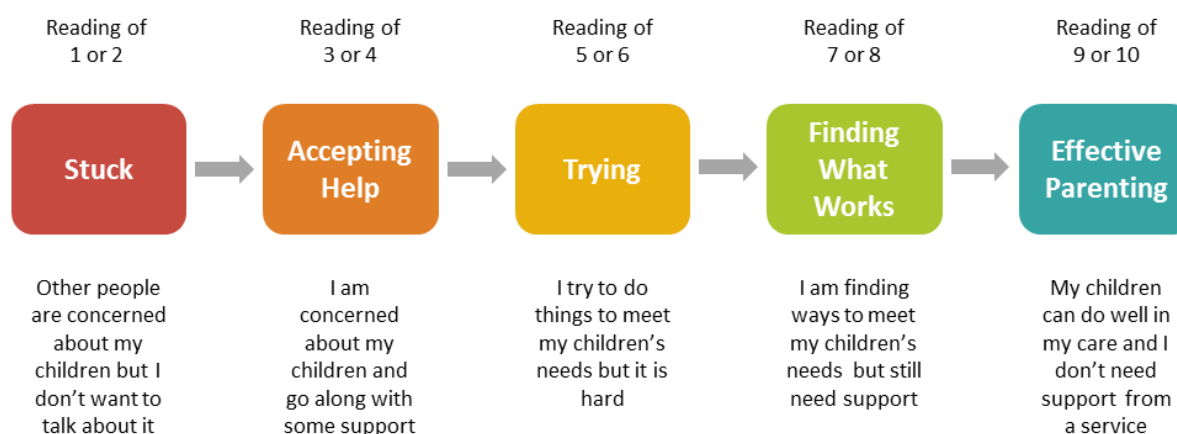 Reading of
1 or 2
Reading of
3 or 4
Reading of
5 or 6
Reading of
7 or 8
Reading of
9 or 10
Stuck
Accepting
Help
Trying
Finding
What
Works
Effective
Parenting
Other people
are concerned
about my
children but I
don't want to
talk about it
I am
concerned
about my
children and
go along with
some support
I try to do
things to meet
my children's
needs but it is
hard
I am finding
ways to meet
my children's
needs but still
need support
My children
can do well in
my care and I
don't need
support from
a service